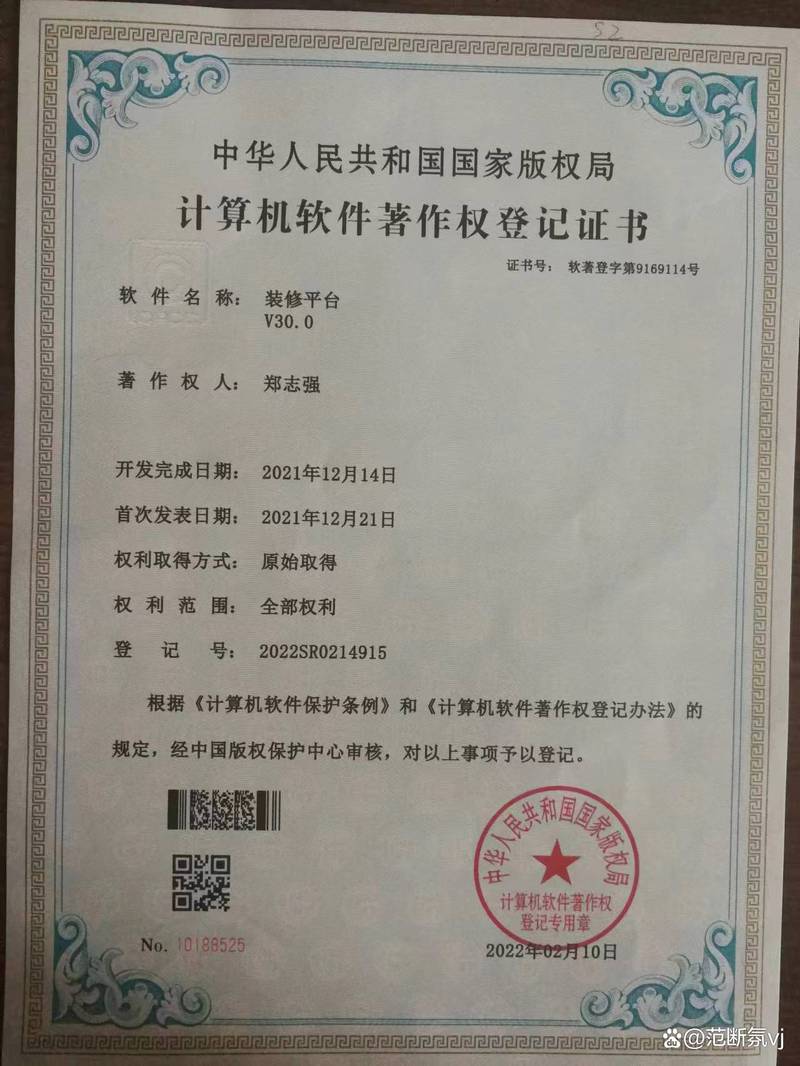 52
中华人民共和国国家版权局
计算机软件著作权登记证书
证书号： 软著登字第9169114号
软件名称： 装修平台
V30.0
著作权人： 郑志强
开发完成日期： 2021年12月14日
首次发表日期： 2021年12月21日
权利取得方式： 原始取得
权利范围： 全部权利
登记号： 2022SR0214915
根据《计算机软件保护条例》和《计算机软件著作权登记办法》的
规定，经中国版权保护中心审核，对以上事项予以登记。
中华人民共和国国家版权局
计算机软件著作权
登记专用章
No. 10188525
2022年02月10日
@范断氛vj